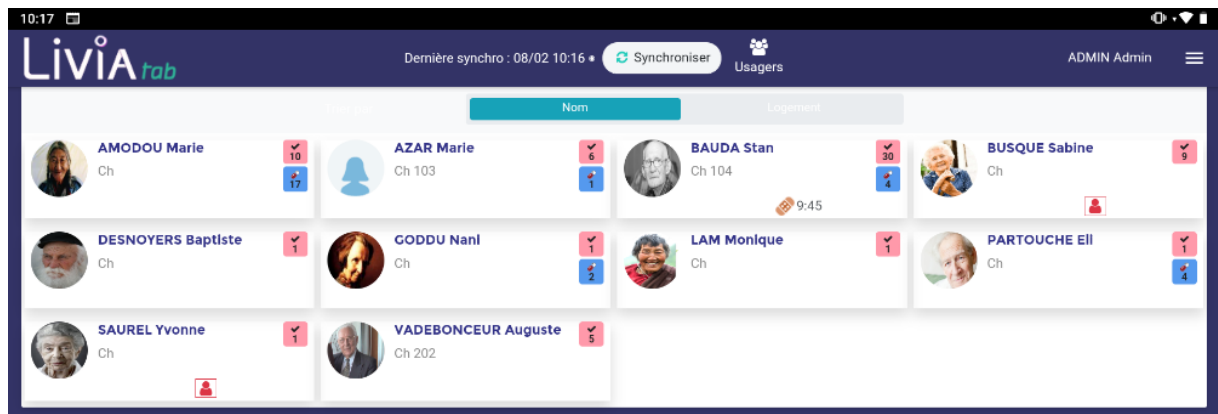 10:17
LiviA tab
Dernière synchro : 08/02 10:16
Synchroniser
Usagers
ADMIN Admin
Nom
Logement
AMODOU Marie
Ch
10
17
AZAR Marie
Ch 103
6
1
BAUDA Stan
Ch 104
30
4
9:45
BUSQUE Sabine
Ch
9
DESNOYERS Baptiste
Ch
1
GODDU Nani
Ch
1
2
LAM Monique
Ch
1
PARTOUCHE Eli
Ch
1
4
SAUREL Yvonne
Ch
1
VADEBONCEUR Auguste
Ch 202
5